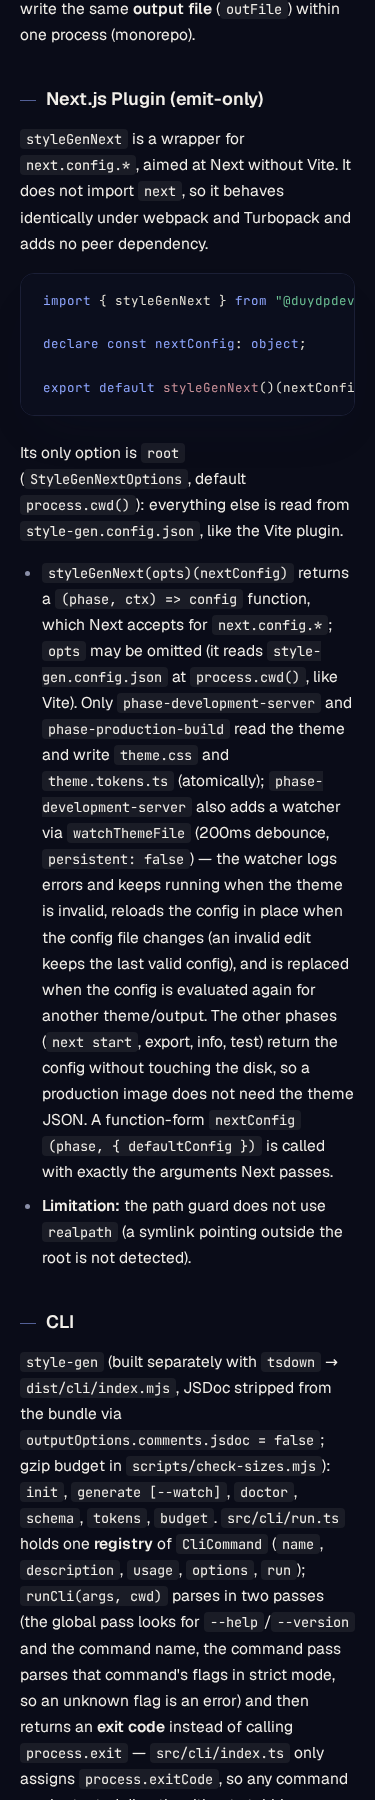 write the same output file ( outFile ) within
one process (monorepo).
— Next.js Plugin (emit-only)
styleGenNext is a wrapper for
next.config.* , aimed at Next without Vite. It
does not import next , so it behaves
identically under webpack and Turbopack and
adds no peer dependency.
import { styleGenNext } from "@duydpdev
declare const nextConfig: object;
export default styleGenNext()(nextConfi
Its only option is root
( StyleGenNextOptions , default
process.cwd() ): everything else is read from
style-gen.config.json , like the Vite plugin.
• styleGenNext(opts)(nextConfig) returns
a (phase, ctx) => config function,
which Next accepts for next.config.* ;
opts may be omitted (it reads style-
gen.config.json at process.cwd() , like
Vite). Only phase-development-server and
phase-production-build read the theme
and write theme.css and
theme.tokens.ts (atomically); phase-
development-server also adds a watcher
via watchThemeFile (200ms debounce,
persistent: false ) — the watcher logs
errors and keeps running when the theme
is invalid, reloads the config in place when
the config file changes (an invalid edit
keeps the last valid config), and is replaced
when the config is evaluated again for
another theme/output. The other phases
( next start , export, info, test) return the
config without touching the disk, so a
production image does not need the theme
JSON. A function-form nextConfig
(phase, { defaultConfig }) is called
with exactly the arguments Next passes.
• Limitation: the path guard does not use
realpath (a symlink pointing outside the
root is not detected).
— CLI
style-gen (built separately with tsdown →
dist/cli/index.mjs , JSDoc stripped from
the bundle via
outputOptions.comments.jsdoc = false ;
gzip budget in scripts/check-sizes.mjs ):
init , generate [--watch] , doctor ,
schema , tokens , budget . src/cli/run.ts
holds one registry of CliCommand ( name ,
description , usage , options , run );
runCli(args, cwd) parses in two passes
(the global pass looks for --help / --version
and the command name, the command pass
parses that command's flags in strict mode,
so an unknown flag is an error) and then
returns an exit code instead of calling
process.exit — src/cli/index.ts only
assigns process.exitCode , so any command